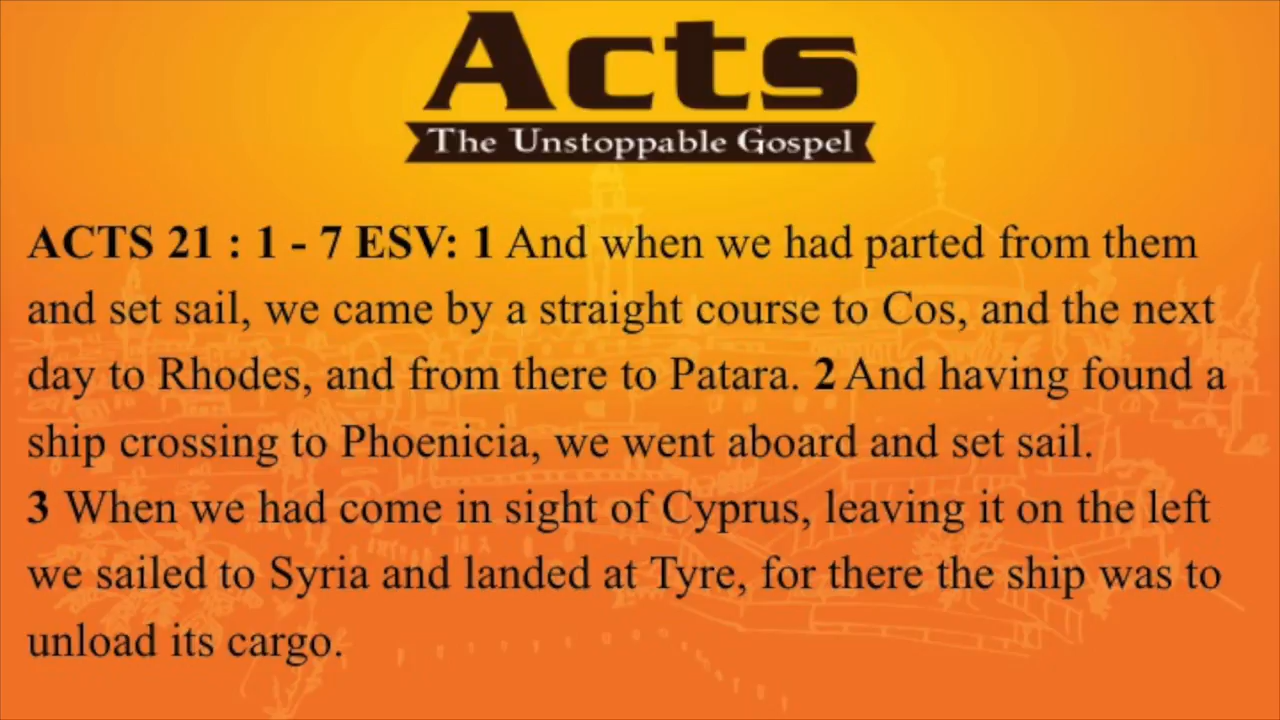 Acts
The Unstoppable Gospel
ACTS 21 : 1 - 7 ESV: 1 And when we had parted from them
and set sail, we came by a straight course to Cos, and the next
day to Rhodes, and from there to Patara. 2 And having found a
ship crossing to Phoenicia, we went aboard and set sail.
3 When we had come in sight of Cyprus, leaving it on the left
we sailed to Syria and landed at Tyre, for there the ship was to
unload its cargo.